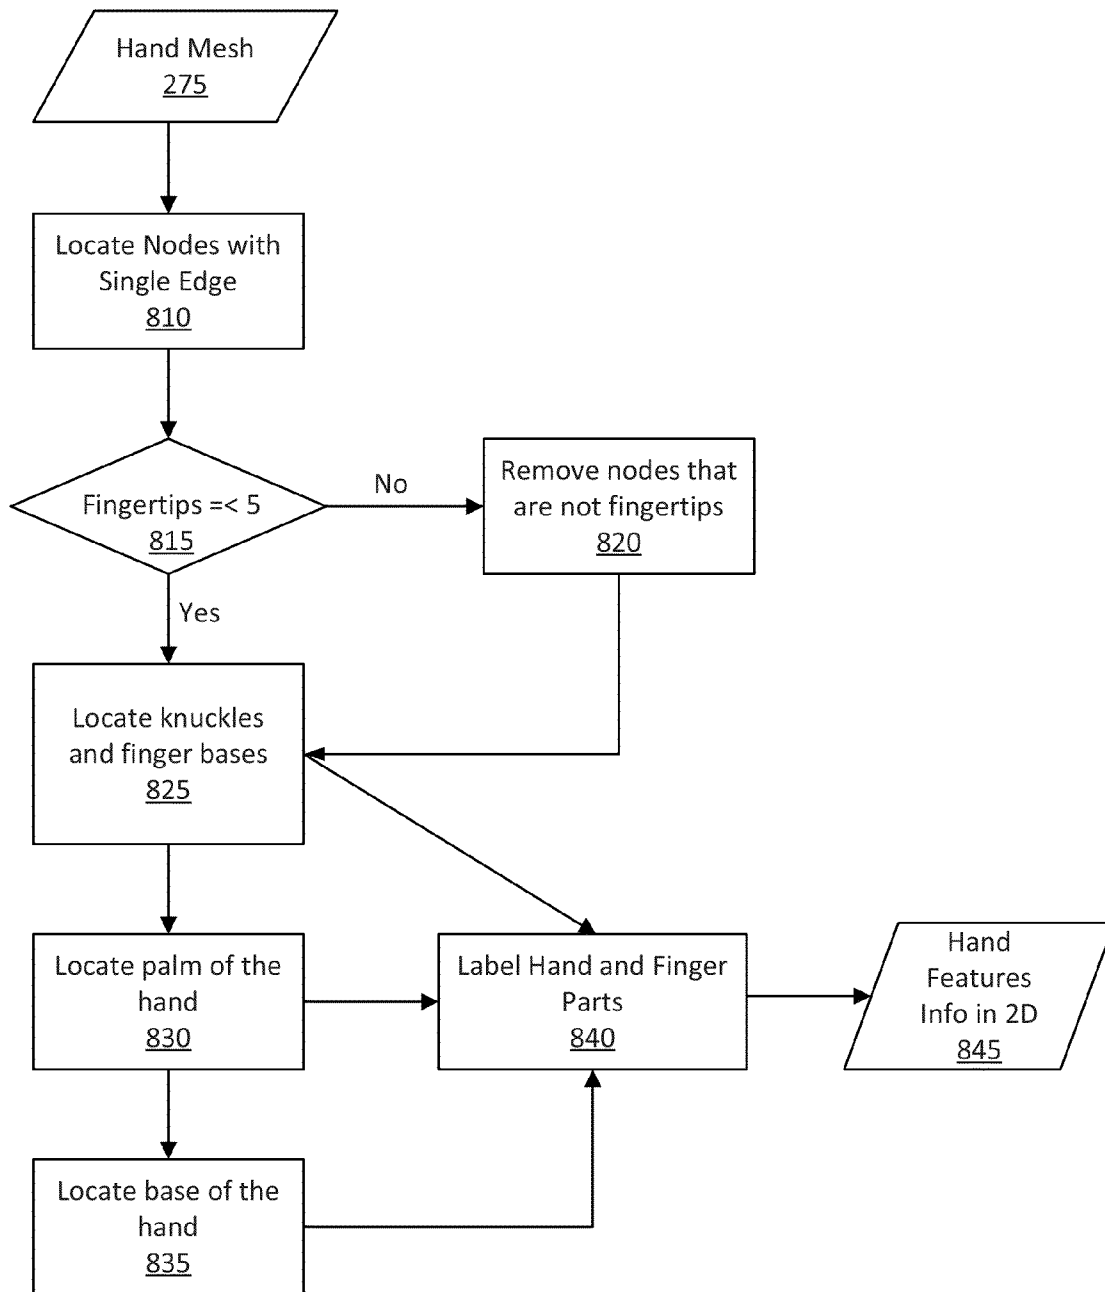 Hand Mesh
275
Locate Nodes with
Single Edge
810
Fingertips =< 5
815
No
Remove nodes that
are not fingertips
820
Yes
Locate knuckles
and finger bases
825
Locate palm of the
hand
830
Label Hand and Finger
Parts
840
Hand
Features
Info in 2D
845
Locate base of the
hand
835